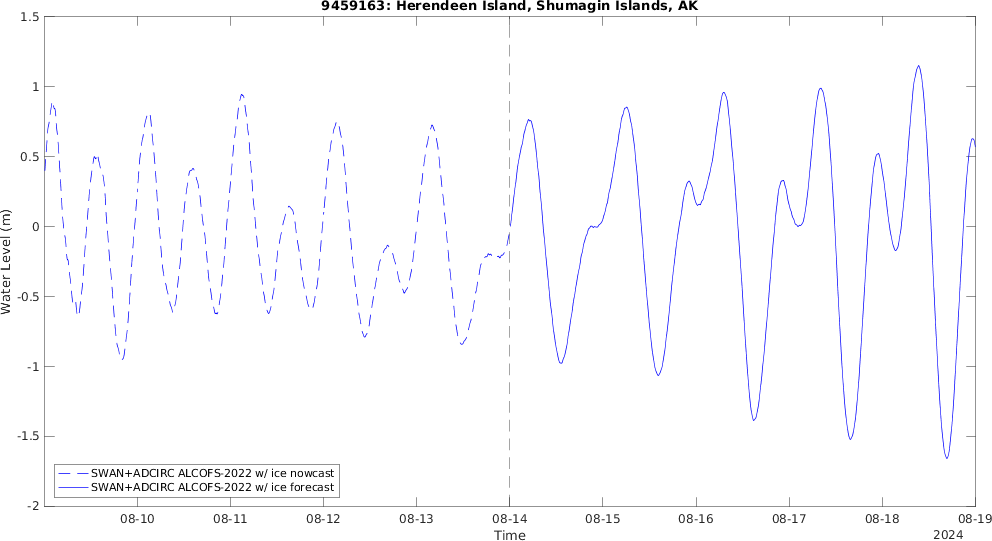 9459163: Herendeen Island, Shumagin Islands, AK
1.5
1
0.5
0
-0.5
-1
-1.5
-2
Water Level (m)
SWAN+ADCIRC ALCOFS-2022 w/ ice nowcast
SWAN+ADCIRC ALCOFS-2022 w/ ice forecast
08-10 08-11 08-12 08-13 08-14 08-15 08-16 08-17 08-18 08-19
Time
2024